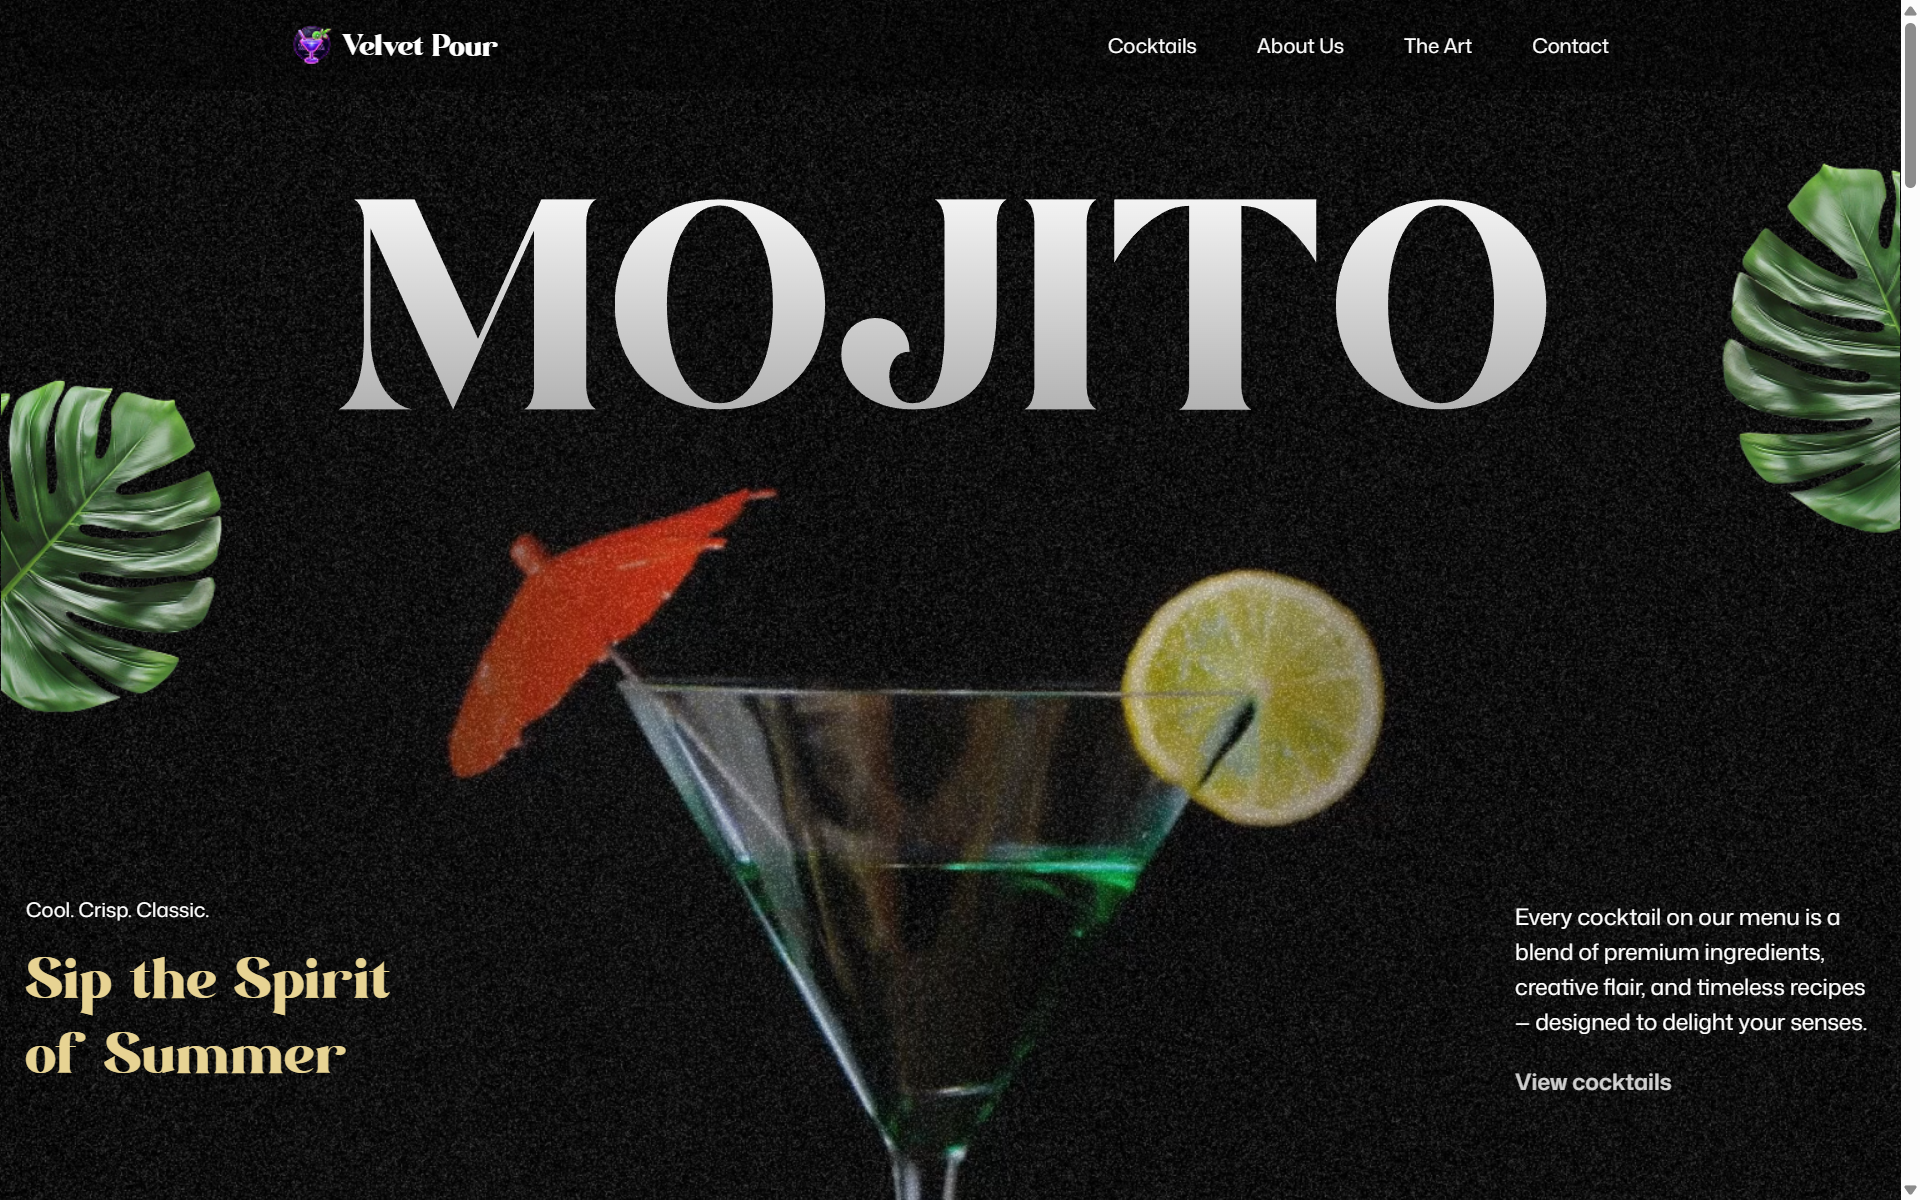 Velvet Pour
Cocktails
About Us
The Art
Contact
MOJITO
Cool. Crisp. Classic.
Sip the Spirit
of Summer
Every cocktail on our menu is a
blend of premium ingredients,
creative flair, and timeless recipes
— designed to delight your senses.
View cocktails